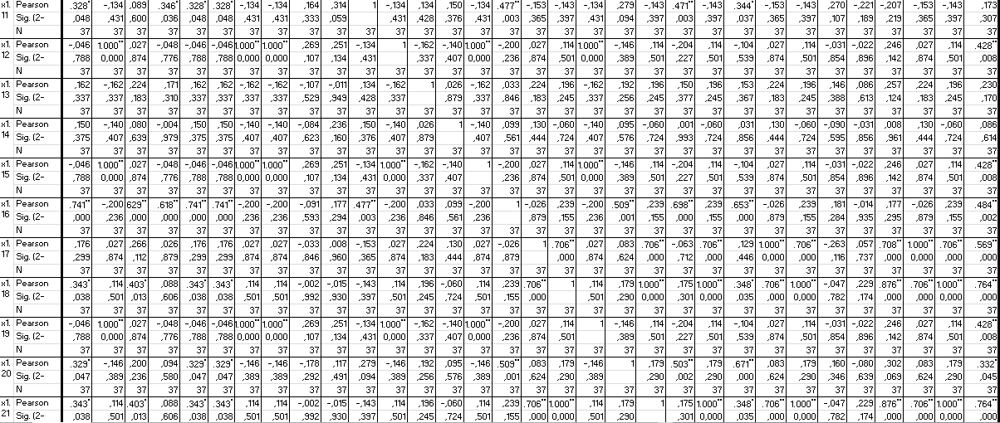 x1. Pearson .328* -,134 ,089 .346* .328* .328* -,134 -,134 ,164 ,314 1 -,134 -,134 ,150 -,134 .477** -,153 -,143 -,134 ,279 -,143 .471** -,143 .344* -,153 -,143 -,270 -,221 -,207 -,153 -,143 ,173
11 Sig. (2- ,048 ,431 ,600 ,036 ,048 ,048 ,431 ,431 ,333 ,059 ,431 ,428 ,376 ,431 ,003 ,365 ,397 ,431 ,094 ,397 ,003 ,397 ,037 ,365 ,397 ,107 ,189 ,219 ,365 ,397 ,307
N 37 37 37 37 37 37 37 37 37 37 37 37 37 37 37 37 37 37 37 37 37 37 37 37 37 37 37 37 37 37 37 37
x1. Pearson -,046 1.000** ,027 -,048 -,046 -,046 1.000** 1.000** ,269 ,251 -,134 1 -,162 -,140 1.000** -,200 ,027 ,114 1.000** -,146 ,114 -,204 ,114 -,104 ,027 ,114 -,031 -,022 ,246 ,027 ,114 .428**
12 Sig. (2- ,788 0,000 ,874 ,776 ,788 ,788 0,000 0,000 ,107 ,134 ,431 ,337 ,407 0,000 ,236 ,874 ,501 0,000 ,389 ,501 ,227 ,501 ,539 ,874 ,501 ,854 ,896 ,142 ,874 ,501 ,008
N 37 37 37 37 37 37 37 37 37 37 37 37 37 37 37 37 37 37 37 37 37 37 37 37 37 37 37 37 37 37 37 37
x1. Pearson ,162 -,162 ,224 ,171 ,162 ,162 -,162 -,162 -,107 -,011 -,134 -,162 1 ,026 -,162 ,033 ,224 ,196 -,162 ,192 ,196 ,150 ,196 ,153 ,224 ,196 -,146 ,086 ,257 ,224 ,196 ,230
13 Sig. (2- ,337 ,337 ,183 ,310 ,337 ,337 ,337 ,337 ,529 ,949 ,428 ,337 ,879 ,337 ,846 ,183 ,245 ,337 ,256 ,245 ,376 ,245 ,367 ,183 ,245 ,388 ,613 ,124 ,183 ,245 ,170
N 37 37 37 37 37 37 37 37 37 37 37 37 37 37 37 37 37 37 37 37 37 37 37 37 37 37 37 37 37 37 37 37
x1. Pearson ,150 -,140 ,080 -,004 ,150 ,150 -,140 -,140 -,084 ,236 ,150 -,140 ,026 1 -,140 ,099 ,130 -,060 -,140 ,095 -,060 ,001 -,060 ,031 ,130 -,060 -,090 -,031 ,008 ,130 -,060 ,086
14 Sig. (2- ,375 ,407 ,639 ,979 ,375 ,375 ,407 ,407 ,623 ,160 ,376 ,407 ,879 ,407 ,561 ,444 ,724 ,407 ,576 ,724 ,993 ,724 ,856 ,444 ,724 ,595 ,856 ,961 ,444 ,724 ,614
N 37 37 37 37 37 37 37 37 37 37 37 37 37 37 37 37 37 37 37 37 37 37 37 37 37 37 37 37 37 37 37 37
x1. Pearson -,046 1.000** ,027 -,048 -,046 -,046 1.000** 1.000** ,269 ,251 -,134 1.000** -,162 -,140 1 -,200 ,027 ,114 1.000** -,146 ,114 -,204 ,114 -,104 ,027 ,114 -,031 -,022 ,246 ,027 ,114 .428**
15 Sig. (2- ,788 0,000 ,874 ,776 ,788 ,788 0,000 0,000 ,107 ,134 ,431 0,000 ,337 ,407 ,236 ,874 ,501 0,000 ,389 ,501 ,227 ,501 ,539 ,874 ,501 ,854 ,896 ,142 ,874 ,501 ,008
N 37 37 37 37 37 37 37 37 37 37 37 37 37 37 37 37 37 37 37 37 37 37 37 37 37 37 37 37 37 37 37 37
x1. Pearson .741** -,200 .629** .618** .741** .741** -,200 -,200 -,091 ,177 .477** -,200 ,033 ,099 -,200 1 -,026 ,239 -,200 .509** ,239 .698** ,239 .653** -,026 ,239 ,181 -,014 ,177 -,026 ,239 .484**
16 Sig. (2- ,000 ,236 ,000 ,000 ,000 ,000 ,236 ,236 ,593 ,294 ,003 ,236 ,846 ,561 ,236 ,879 ,155 ,236 ,001 ,155 ,000 ,155 ,000 ,879 ,155 ,284 ,935 ,295 ,879 ,155 ,002
N 37 37 37 37 37 37 37 37 37 37 37 37 37 37 37 37 37 37 37 37 37 37 37 37 37 37 37 37 37 37 37 37
x1. Pearson ,176 ,027 ,266 ,026 ,176 ,176 ,027 ,027 -,033 ,008 -,153 ,027 ,224 ,130 ,027 -,026 1 .706** ,027 ,083 .706** -,063 .706** ,129 1.000** .706** -,263 ,057 .708** 1.000** .706** .563**
17 Sig. (2- ,299 ,874 ,112 ,879 ,299 ,299 ,874 ,874 ,846 ,960 ,365 ,874 ,183 ,444 ,874 ,879 ,000 ,874 ,624 ,000 ,712 ,000 ,446 0,000 ,000 ,116 ,737 ,000 0,000 ,000 ,000
N 37 37 37 37 37 37 37 37 37 37 37 37 37 37 37 37 37 37 37 37 37 37 37 37 37 37 37 37 37 37 37 37
x1. Pearson .343* ,114 .403* ,088 .343* .343* ,114 ,114 -,002 -,015 -,143 ,114 ,196 -,060 ,114 ,239 .706** 1 ,114 ,179 1.000** ,175 1.000** .348* .706** 1.000** -,047 ,229 .876** .706** 1.000** .764**
18 Sig. (2- ,038 ,501 ,013 ,606 ,038 ,038 ,501 ,501 ,992 ,930 ,397 ,501 ,245 ,724 ,501 ,155 ,000 ,501 ,290 0,000 ,301 0,000 ,035 ,000 0,000 ,782 ,174 ,000 ,000 0,000 ,000
N 37 37 37 37 37 37 37 37 37 37 37 37 37 37 37 37 37 37 37 37 37 37 37 37 37 37 37 37 37 37 37 37
x1. Pearson -,046 1.000** ,027 -,048 -,046 -,046 1.000** 1.000** ,269 ,251 -,134 1.000** -,162 -,140 1.000** -,200 ,027 ,114 1 -,146 ,114 -,204 ,114 -,104 ,027 ,114 -,031 -,022 ,246 ,027 ,114 .428**
19 Sig. (2- ,788 0,000 ,874 ,776 ,788 ,788 0,000 0,000 ,107 ,134 ,431 0,000 ,337 ,407 0,000 ,236 ,874 ,501 ,389 ,501 ,227 ,501 ,539 ,874 ,501 ,854 ,896 ,142 ,874 ,501 ,008
N 37 37 37 37 37 37 37 37 37 37 37 37 37 37 37 37 37 37 37 37 37 37 37 37 37 37 37 37 37 37 37 37
x1. Pearson .329* -,146 ,200 ,094 .329* .329* -,146 -,146 -,178 ,117 ,279 -,146 ,192 ,095 -,146 .509** ,083 ,179 -,146 1 ,179 .503** ,179 .671** ,083 ,179 ,160 -,080 ,302 ,083 ,179 .332*
20 Sig. (2- ,047 ,389 ,236 ,580 ,047 ,047 ,389 ,389 ,292 ,491 ,094 ,389 ,256 ,576 ,389 ,001 ,624 ,290 ,389 ,290 ,002 ,290 ,000 ,624 ,290 ,346 ,639 ,069 ,624 ,290 ,045
N 37 37 37 37 37 37 37 37 37 37 37 37 37 37 37 37 37 37 37 37 37 37 37 37 37 37 37 37 37 37 37 37
x1. Pearson .343* ,114 .403* ,088 .343* .343* ,114 ,114 -,002 -,015 -,143 ,114 ,196 -,060 ,114 ,239 .706** 1.000** ,114 ,179 1 ,175 1.000** .348* .706** 1.000** -,047 ,229 .876** .706** 1.000** .764**
21 Sig. (2- ,038 ,501 ,013 ,606 ,038 ,038 ,501 ,501 ,992 ,930 ,397 ,501 ,245 ,724 ,501 ,155 ,000 0,000 ,501 ,290 ,301 0,000 ,035 ,000 0,000 ,782 ,174 ,000 ,000 0,000 ,000